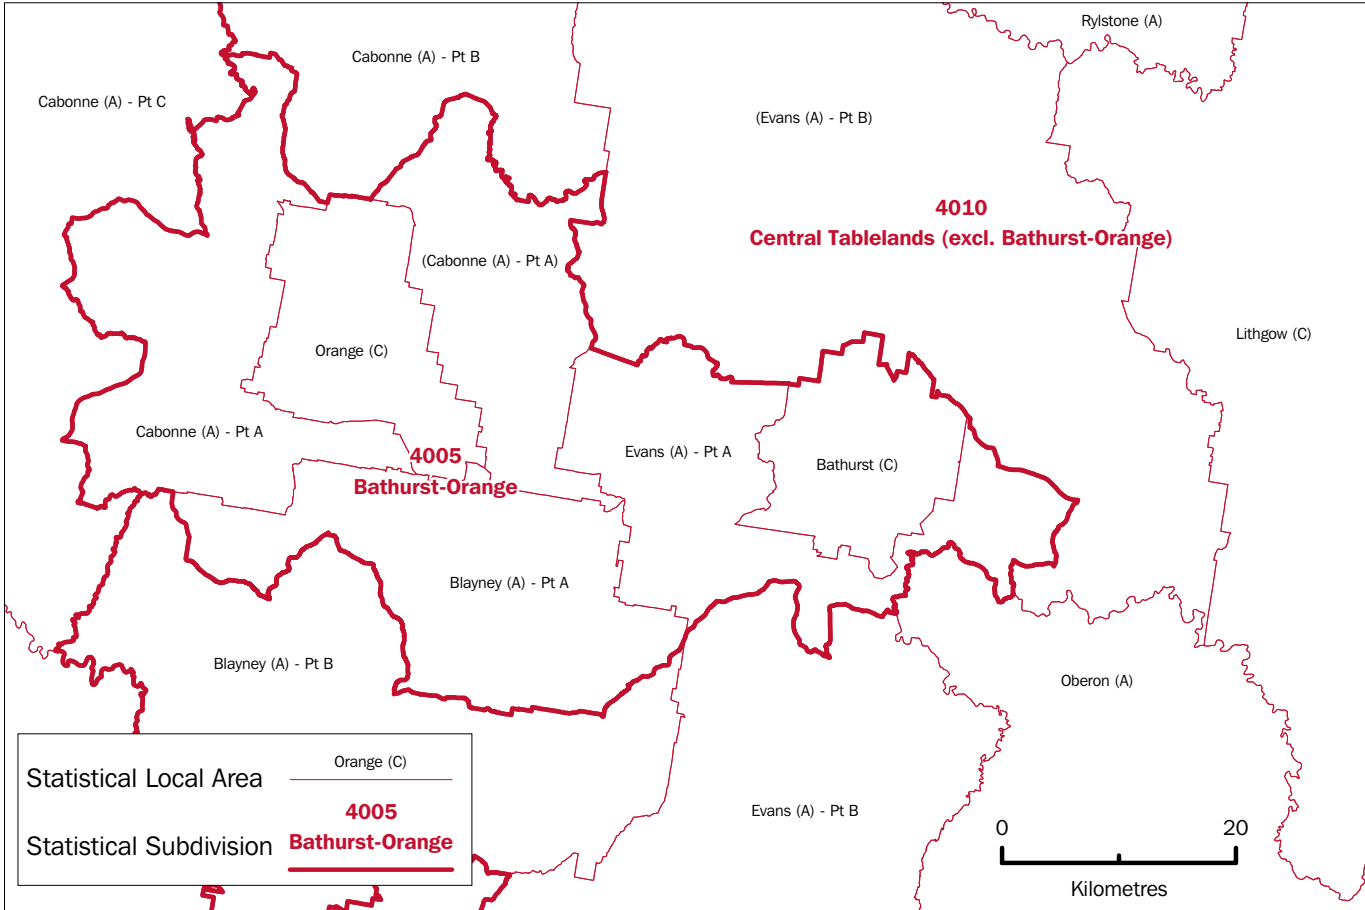 Rylstone (A)
Cabonne (A) - Pt B
Cabonne (A) - Pt C
(Evans (A) - Pt B)
4010
Central Tablelands (excl. Bathurst-Orange)
(Cabonne (A) - Pt A)
Lithgow (C)
Orange (C)
Cabonne (A) - Pt A
4005
Bathurst-Orange
Evans (A) - Pt A
Bathurst (C)
Blayney (A) - Pt A
Blayney (A) - Pt B
Oberon (A)
Evans (A) - Pt B
Statistical Local Area
Orange (C)
Statistical Subdivision
4005
Bathurst-Orange
0 20
Kilometres